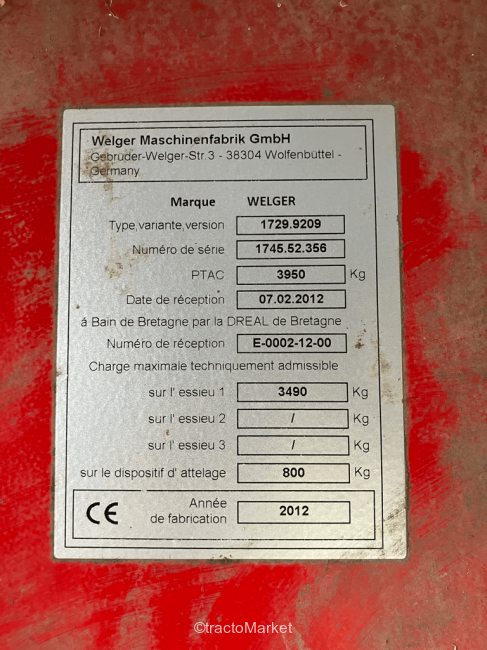 Welger Maschinenfabrik GmbH
Gebrüder-Welger-Str.3 - 38304 Wolfenbüttel -
Germany
Marque WELGER
Type,variante,version 1729.9209
Numéro de série 1745.52.356
PTAC 3950 Kg
Date de réception 07.02.2012
á Bain de Bretagne par la DREAL de Bretagne
Numéro de réception E-0002-12-00
Charge maximale techniquement admissible
sur l' essieu 1 3490 Kg
sur l' essieu 2 / Kg
sur l' essieu 3 / Kg
sur le dispositif d' attelage 800 Kg
CE Année
de fabrication 2012
©tractoMarket